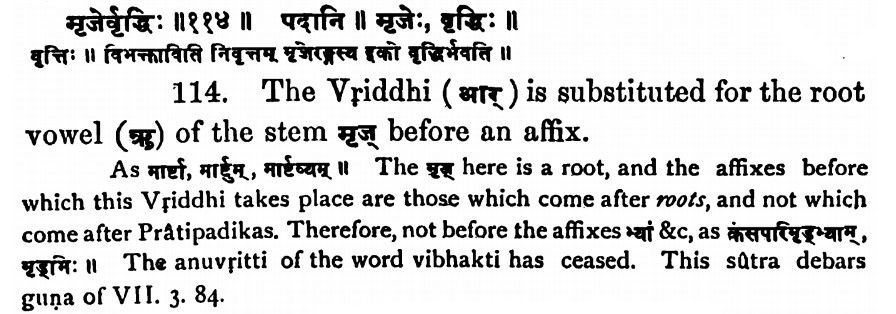 मृजेर्वृद्धिः ॥११४॥ पदानि ॥ मृजेः, वृद्धिः ॥
वृत्तिः ॥ विभक्ताविति निवृत्तम् मृजेरङ्गस्य इको वृद्धिर्भवति ॥
114. The Vṛiddhi (आर्) is substituted for the root
vowel (ऋ) of the stem मृज् before an affix.
As मार्ष्टा, मार्ष्टुम्, मार्ष्टव्यम् ॥ The मृज् here is a root, and the affixes before
which this Vṛiddhi takes place are those which come after roots, and not which
come after Prâtipadikas. Therefore, not before the affixes भ्यां &c, as कंसपरिमृड्भ्याम्,
मृड्भिः ॥ The anuvṛitti of the word vibhakti has ceased. This sûtra debars
guṇa of VII. 3. 84.